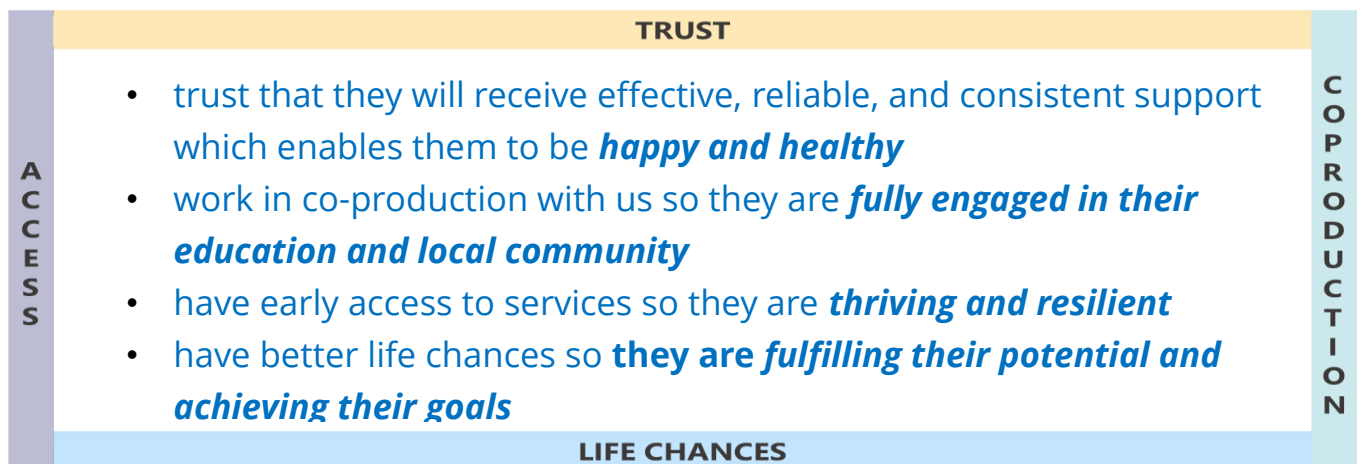 TRUST
ACCESS
• trust that they will receive effective, reliable, and consistent support
which enables them to be happy and healthy
• work in co-production with us so they are fully engaged in their
education and local community
• have early access to services so they are thriving and resilient
• have better life chances so they are fulfilling their potential and
achieving their goals
COPRODUCTION
LIFE CHANCES